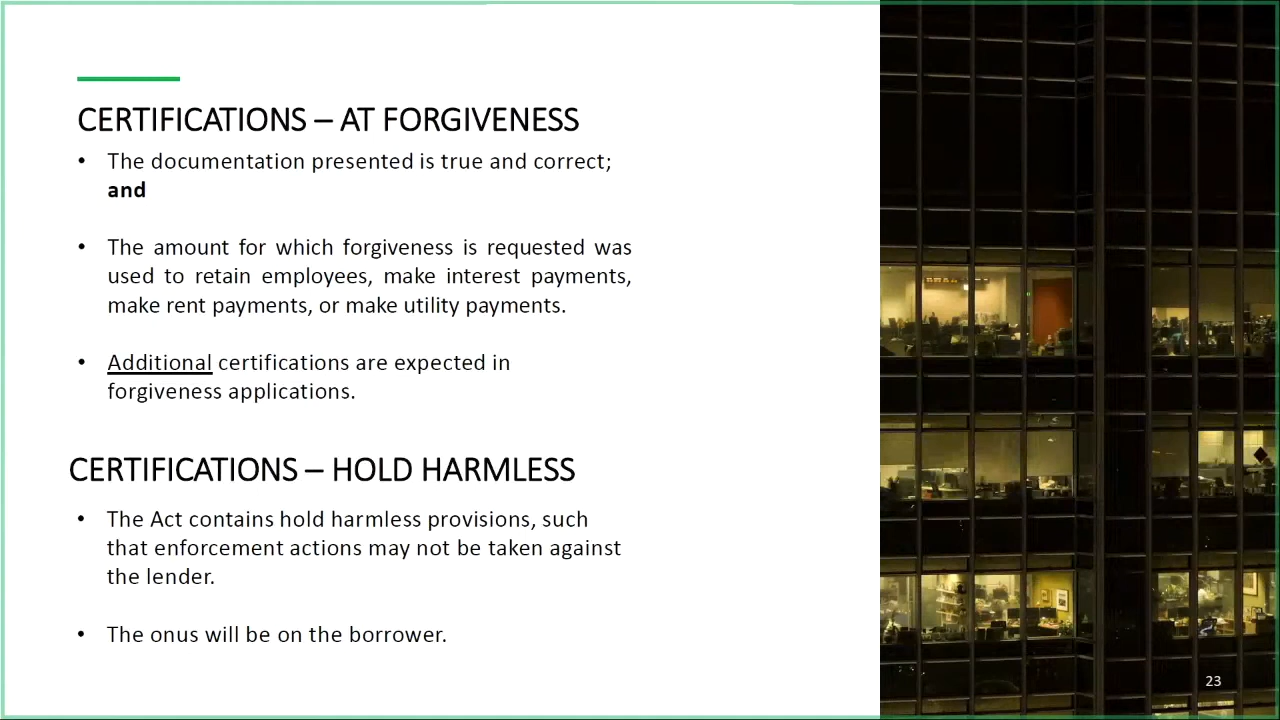 CERTIFICATIONS – AT FORGIVENESS
• The documentation presented is true and correct;
and
• The amount for which forgiveness is requested was
used to retain employees, make interest payments,
make rent payments, or make utility payments.
• Additional certifications are expected in
forgiveness applications.
CERTIFICATIONS – HOLD HARMLESS
• The Act contains hold harmless provisions, such
that enforcement actions may not be taken against
the lender.
• The onus will be on the borrower.
23